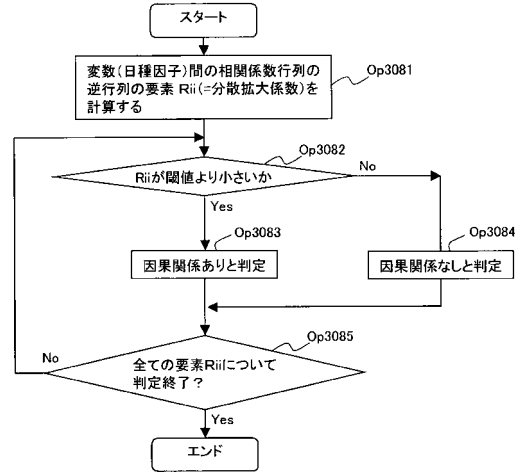 スタート
変数(日種因子)間の相関係数行列の
逆行列の要素 Rii(=分散拡大係数)を
計算する
Op3081
Op3082
Riiが閾値より小さいか
No
Yes
Op3083
Op3084
因果関係ありと判定
因果関係なしと判定
Op3085
No
全ての要素Riiについて
判定終了?
Yes
エンド